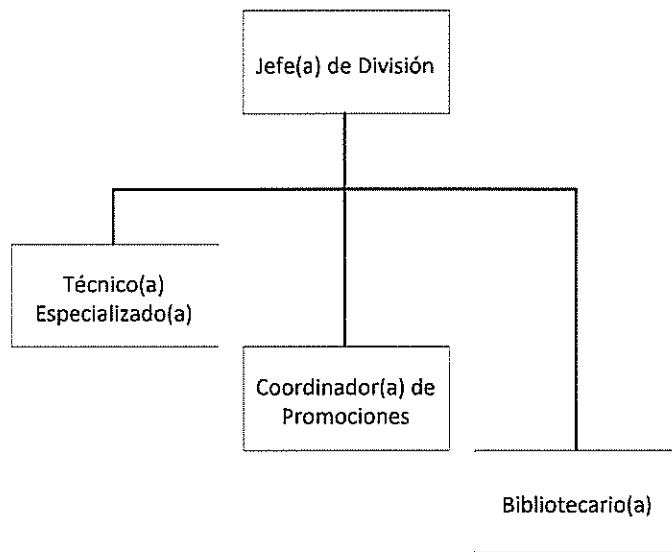 Jefe(a) de División
Técnico(a)
Especializado(a)
Coordinador(a) de
Promociones
Bibliotecario(a)